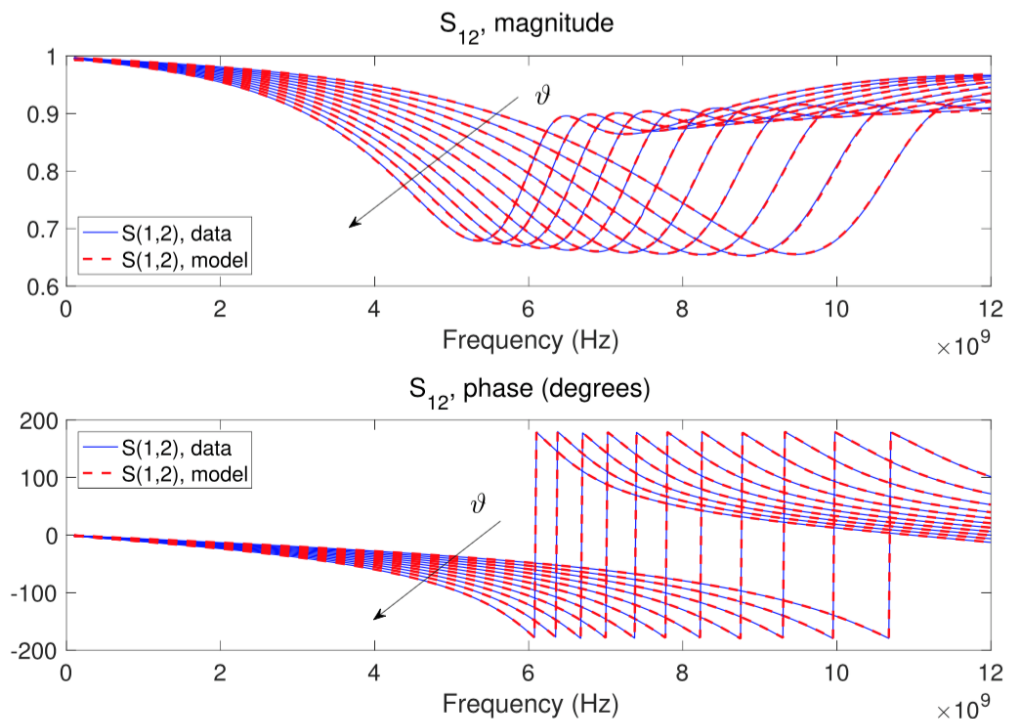 S12, magnitude
1
0.9
0.8
0.7
0.6
ϑ
S(1,2), data
S(1,2), model
0 2 4 6 8 10 12
Frequency (Hz)
×10^9
S12, phase (degrees)
200
100
0
-100
-200
S(1,2), data
S(1,2), model
ϑ
0 2 4 6 8 10 12
Frequency (Hz)
×10^9